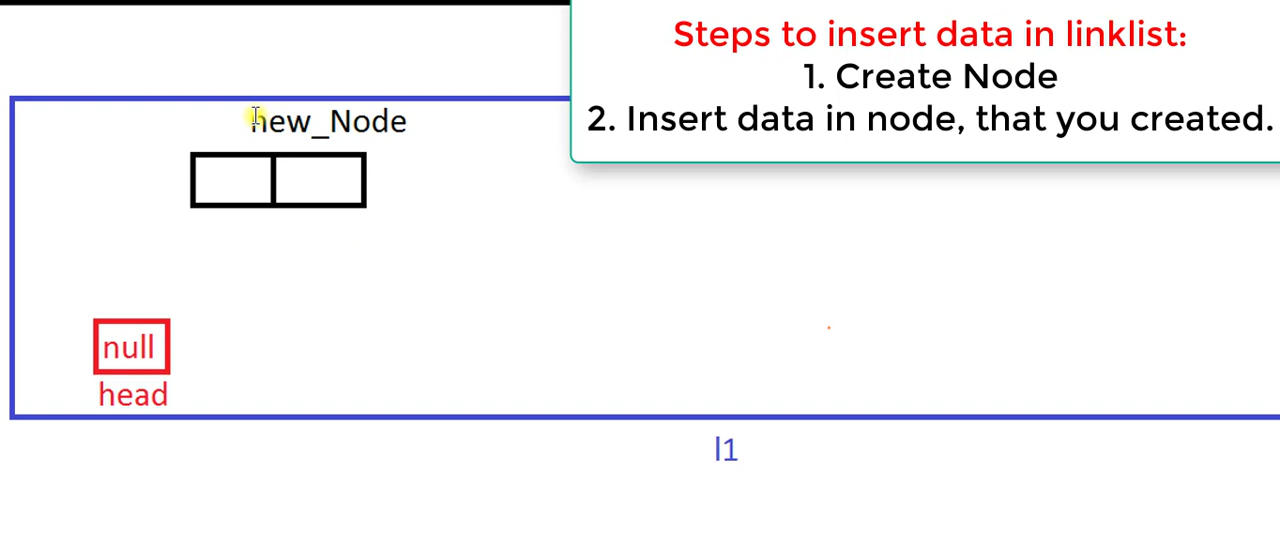 Steps to insert data in linklist:
1. Create Node
2. Insert data in node, that you created.
new_Node
null
head
l1